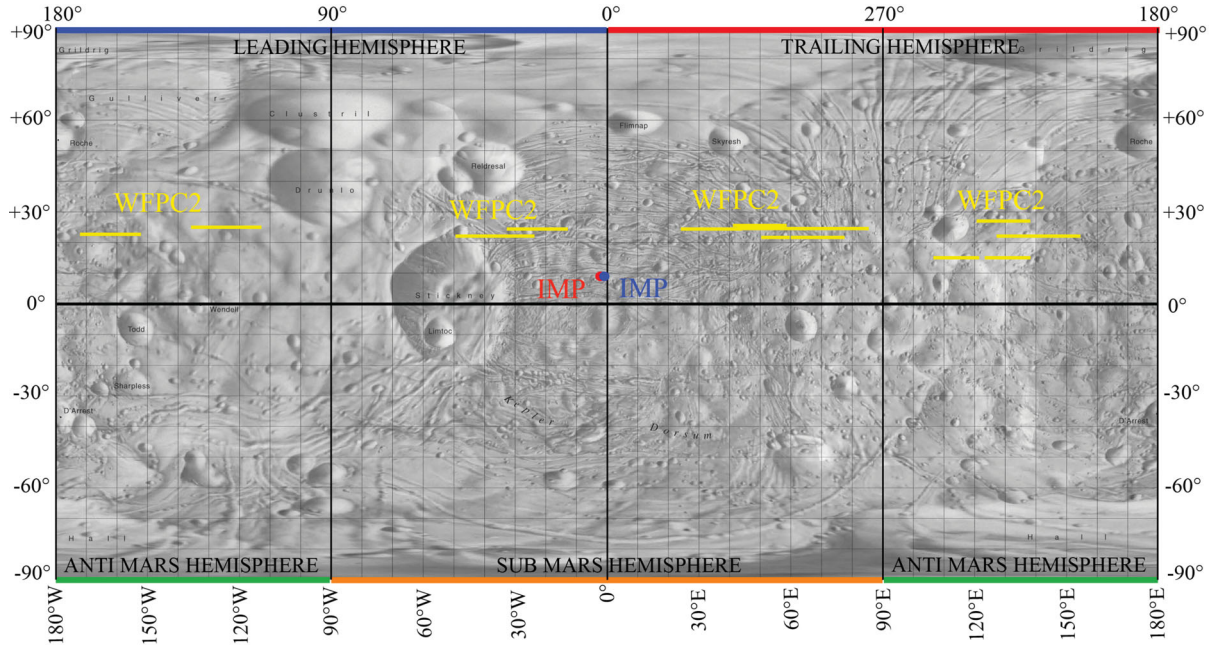 180° 90° 0° 270° 180°
+90° +90°
LEADING HEMISPHERE TRAILING HEMISPHERE
Grildrig Grildrig
Gulliver Clustril
+60° Flimnap +60°
Roche Skyresh Roche
Reldresal
Drunlo
WFPC2 WFPC2 WFPC2 WFPC2
+30° +30°
IMP IMP
Stickney
0° Wendell 0°
Todd Limtoc
Sharpless
-30° -30°
D'Arrest Kepler Dorsum D'Arrest
-60° -60°
Hall Hall
ANTI MARS HEMISPHERE SUB MARS HEMISPHERE ANTI MARS HEMISPHERE
-90° -90°
180°W 150°W 120°W 90° 60°W 30°W 0° 30°E 60°E 90°E 120°E 150°E 180°E